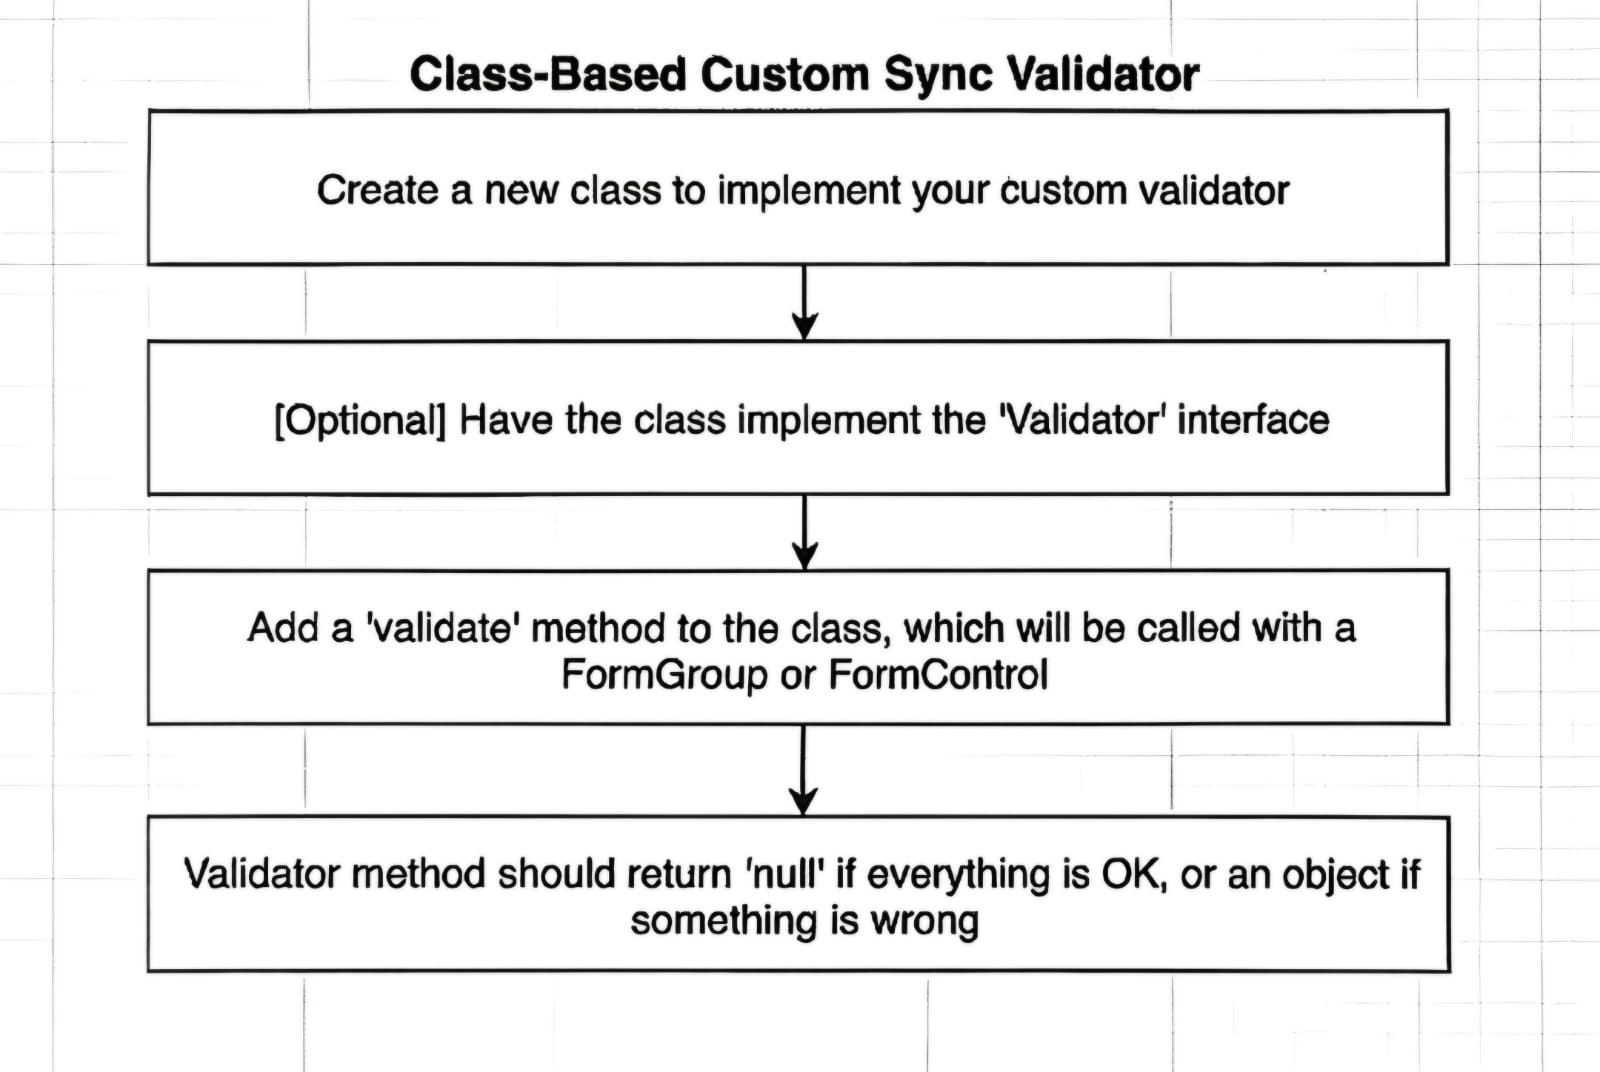 Class-Based Custom Sync Validator
Create a new class to implement your custom validator
[Optional] Have the class implement the 'Validator' interface
Add a 'validate' method to the class, which will be called with a
FormGroup or FormControl
Validator method should return 'null' if everything is OK, or an object if
something is wrong